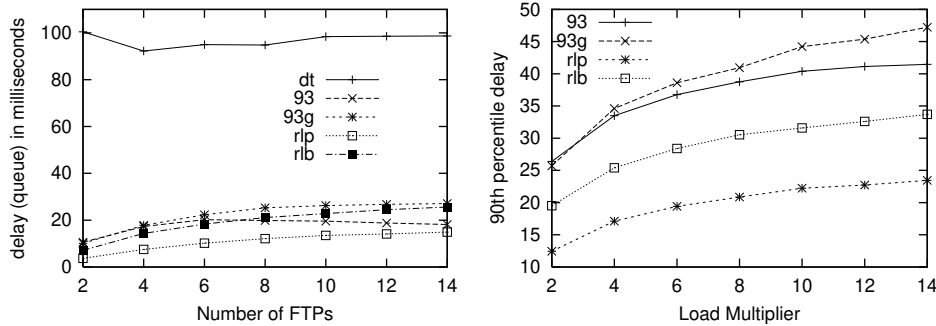 delay (queue) in milliseconds
100
80
60
40
20
0
dt
93
93g
rlp
rlb
2 4 6 8 10 12 14
Number of FTPs
90th percentile delay
50
45
40
35
30
25
20
15
10
93
93g
rlp
rlb
2 4 6 8 10 12 14
Load Multiplier